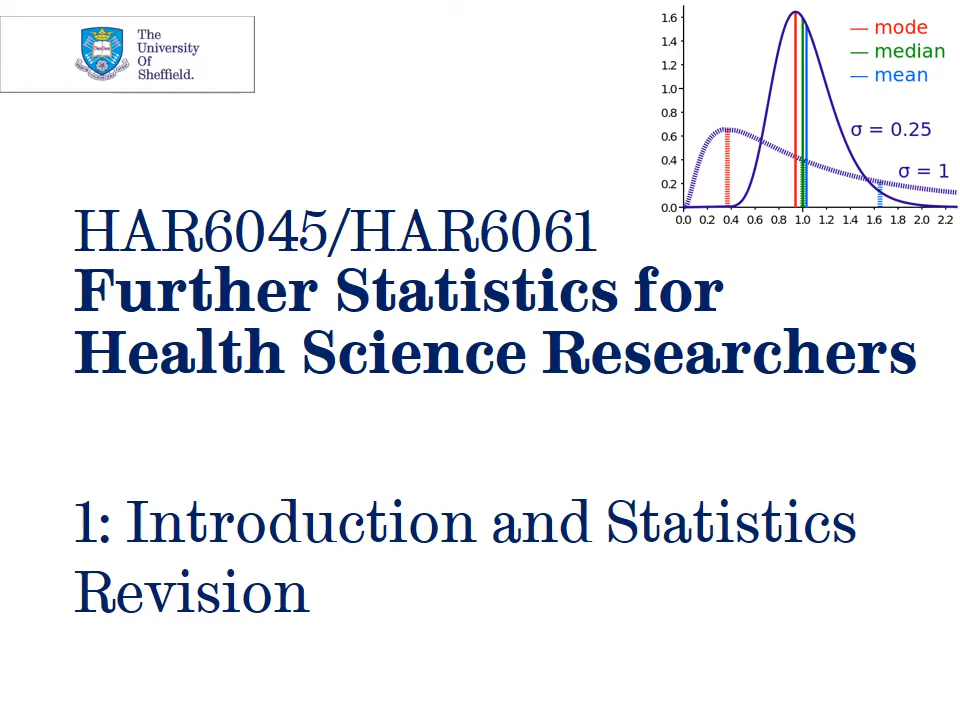 The
University
Of
Sheffield.
1.6
1.4
1.2
1.0
0.8
0.6
0.4
0.2
0.0
0.0 0.2 0.4 0.6 0.8 1.0 1.2 1.4 1.6 1.8 2.0 2.2
— mode
— median
— mean
σ = 0.25
σ = 1
HAR6045/HAR6061
Further Statistics for
Health Science Researchers
1: Introduction and Statistics
Revision